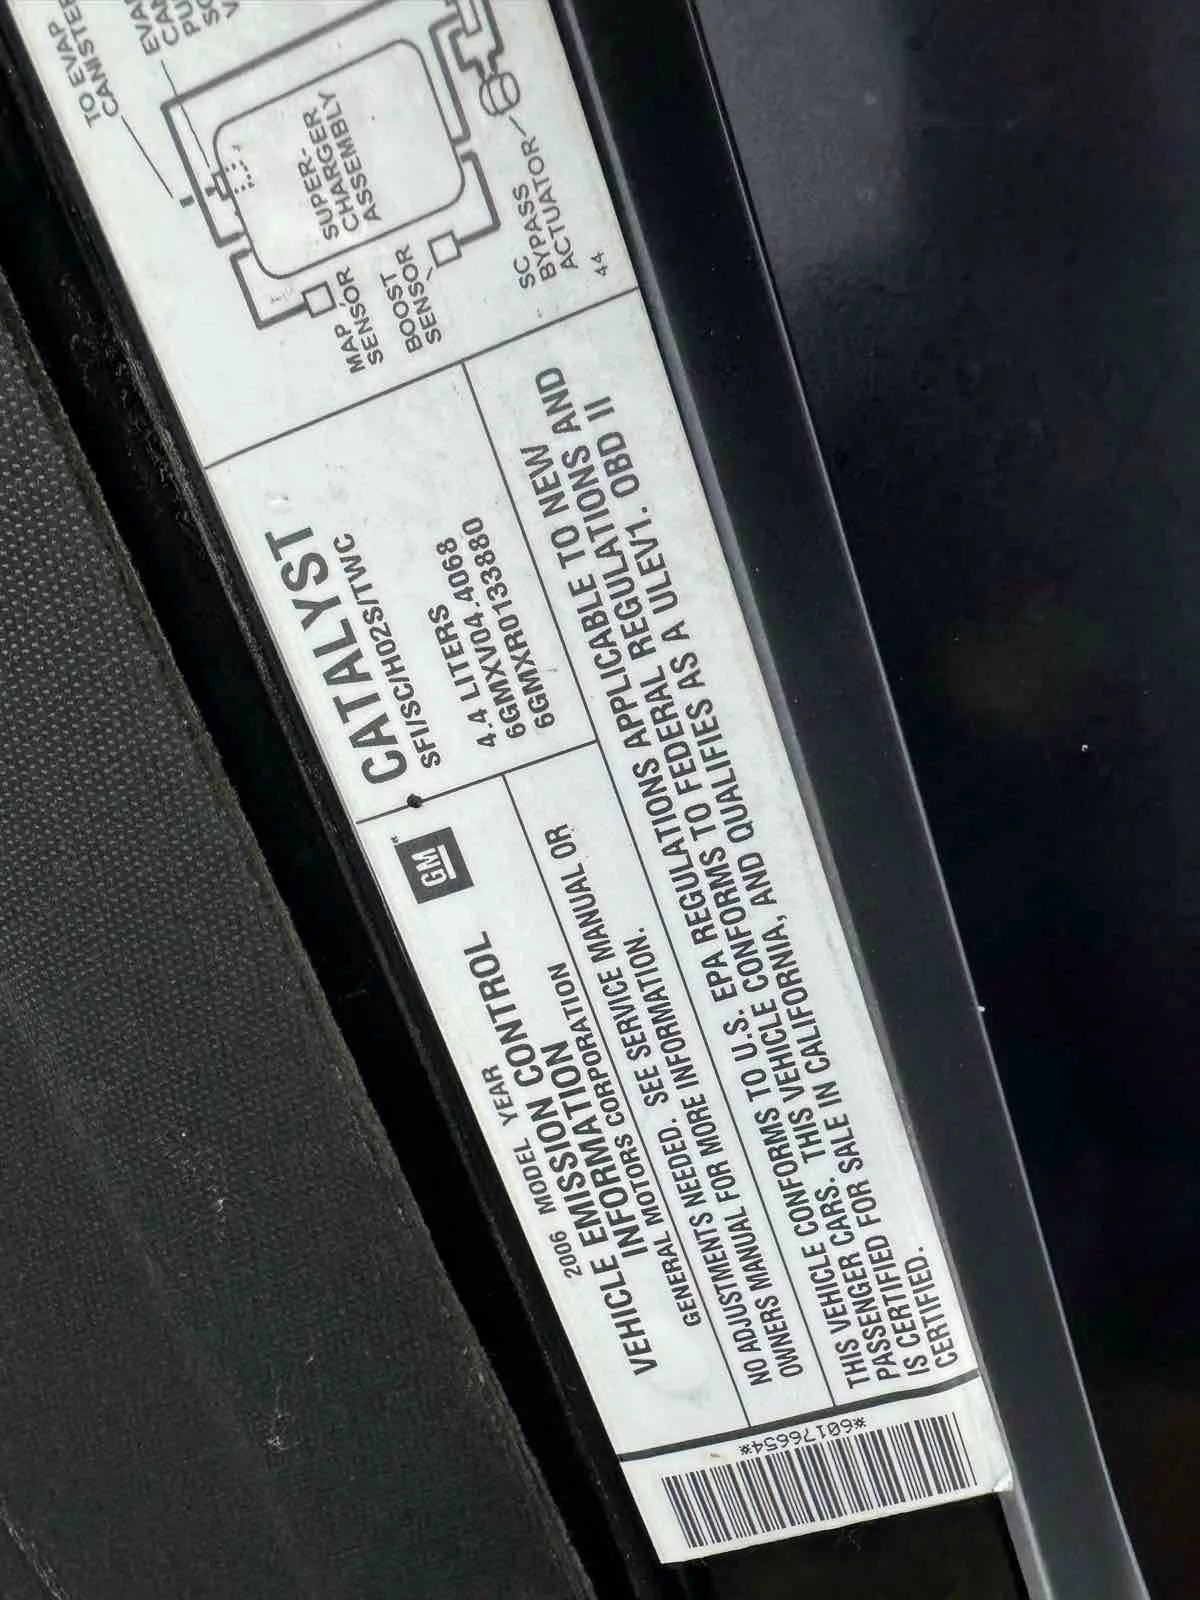 TO EVAP
SUPER-
CHARGER
ASSEMBLY
MAP
SENSOR
BOOST
SENSOR
SC
BYPASS
ACTUATOR
44
CATALYST
SFI/SC/HO2S/TWC
4.4 LITERS
6GMXV04.4068
6GMXR0133880
GM
2006 MODEL YEAR
VEHICLE EMISSION CONTROL
INFORMATION
GENERAL MOTORS CORPORATION
NO ADJUSTMENTS NEEDED. SEE SERVICE MANUAL OR
OWNERS MANUAL FOR MORE INFORMATION.
THIS VEHICLE CONFORMS TO U.S. EPA REGULATIONS APPLICABLE TO NEW
PASSENGER CARS. THIS VEHICLE CONFORMS TO FEDERAL REGULATIONS AND
IS CERTIFIED FOR SALE IN CALIFORNIA, AND QUALIFIES AS A ULEV1. OBD II
CERTIFIED.
*60176654*